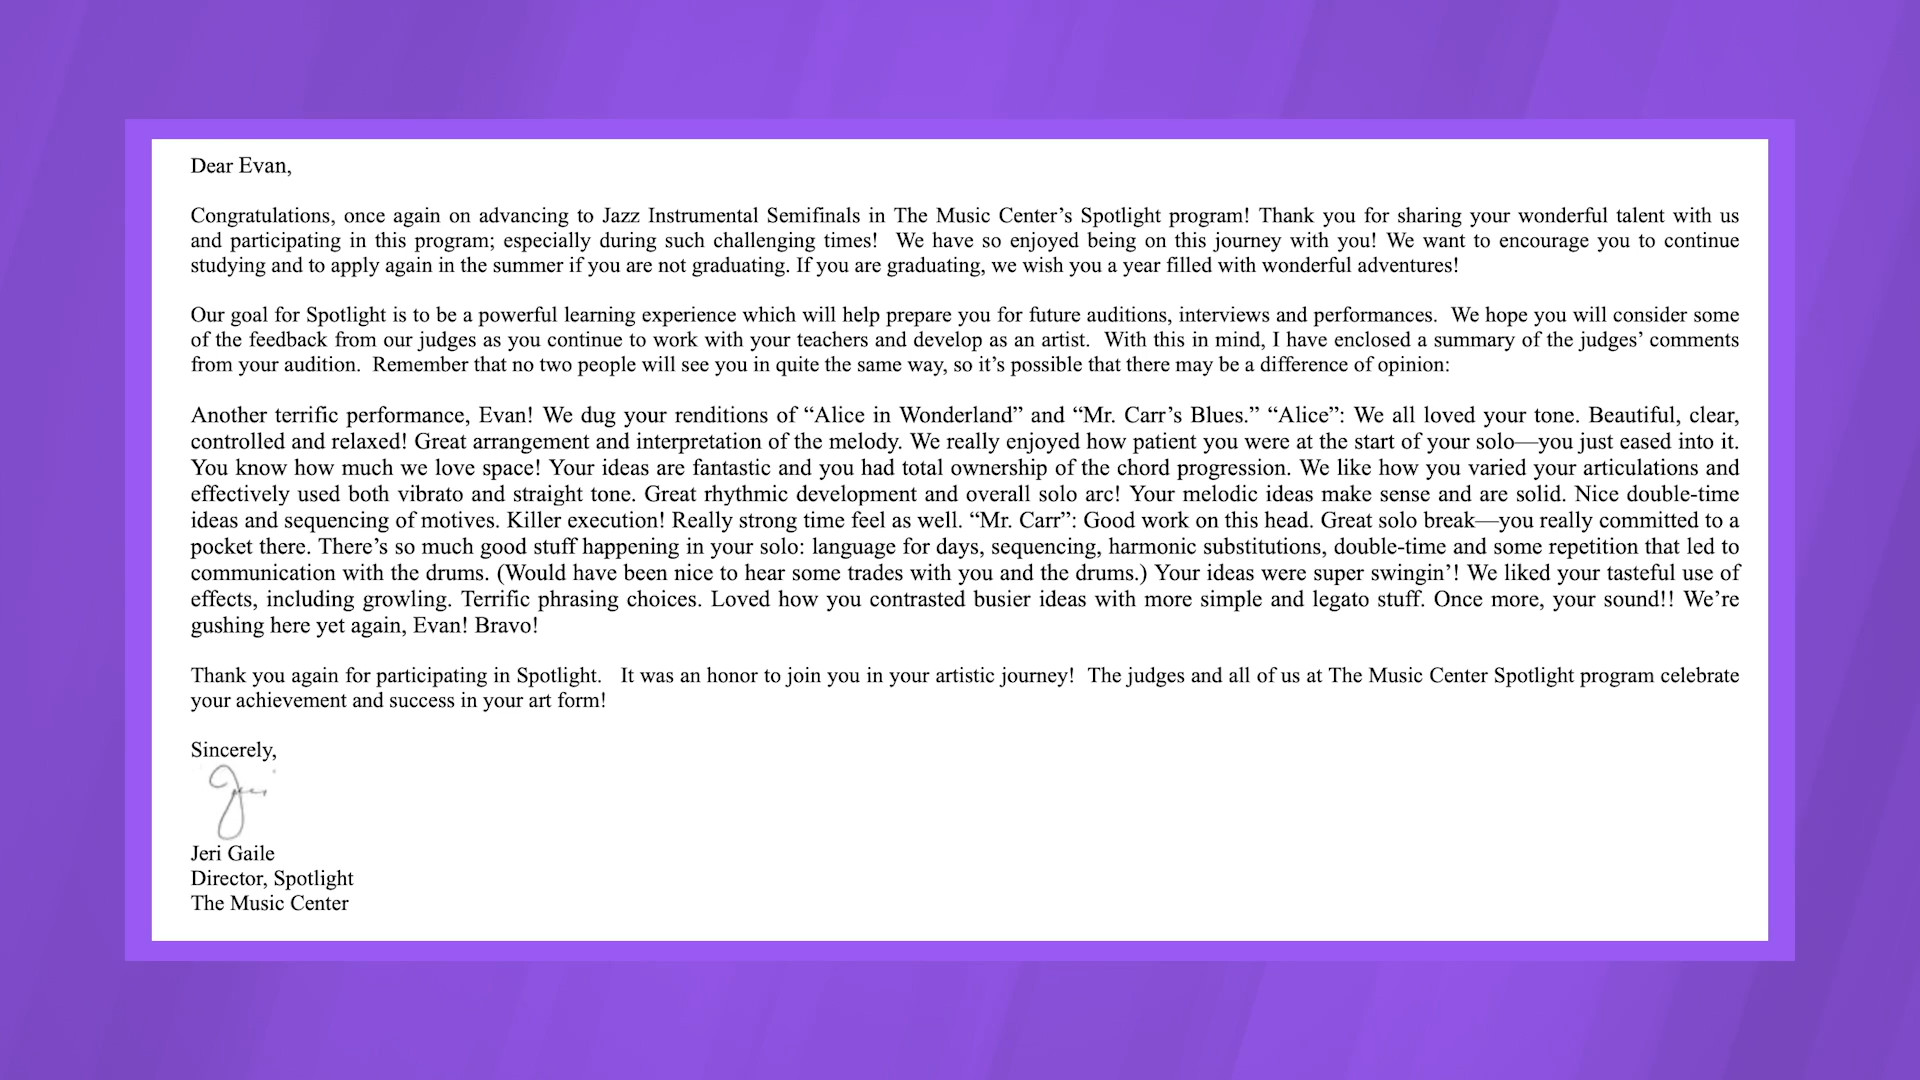 Dear Evan,
Congratulations, once again on advancing to Jazz Instrumental Semifinals in The Music Center’s Spotlight program! Thank you for sharing your wonderful talent with us
and participating in this program; especially during such challenging times!  We have so enjoyed being on this journey with you! We want to encourage you to continue
studying and to apply again in the summer if you are not graduating. If you are graduating, we wish you a year filled with wonderful adventures!
Our goal for Spotlight is to be a powerful learning experience which will help prepare you for future auditions, interviews and performances.  We hope you will consider some
of the feedback from our judges as you continue to work with your teachers and develop as an artist.  With this in mind, I have enclosed a summary of the judges’ comments
from your audition.  Remember that no two people will see you in quite the same way, so it’s possible that there may be a difference of opinion:
Another terrific performance, Evan! We dug your renditions of “Alice in Wonderland” and “Mr. Carr’s Blues.” “Alice”: We all loved your tone. Beautiful, clear,
controlled and relaxed! Great arrangement and interpretation of the melody. We really enjoyed how patient you were at the start of your solo—you just eased into it.
You know how much we love space! Your ideas are fantastic and you had total ownership of the chord progression. We like how you varied your articulations and
effectively used both vibrato and straight tone. Great rhythmic development and overall solo arc! Your melodic ideas make sense and are solid. Nice double-time
ideas and sequencing of motives. Killer execution! Really strong time feel as well. “Mr. Carr”: Good work on this head. Great solo break—you really committed to a
pocket there. There’s so much good stuff happening in your solo: language for days, sequencing, harmonic substitutions, double-time and some repetition that led to
communication with the drums. (Would have been nice to hear some trades with you and the drums.) Your ideas were super swingin’! We liked your tasteful use of
effects, including growling. Terrific phrasing choices. Loved how you contrasted busier ideas with more simple and legato stuff. Once more, your sound!! We’re
gushing here yet again, Evan! Bravo!
Thank you again for participating in Spotlight.   It was an honor to join you in your artistic journey!  The judges and all of us at The Music Center Spotlight program celebrate
your achievement and success in your art form!
Sincerely,
Jeri
Jeri Gaile
Director, Spotlight
The Music Center